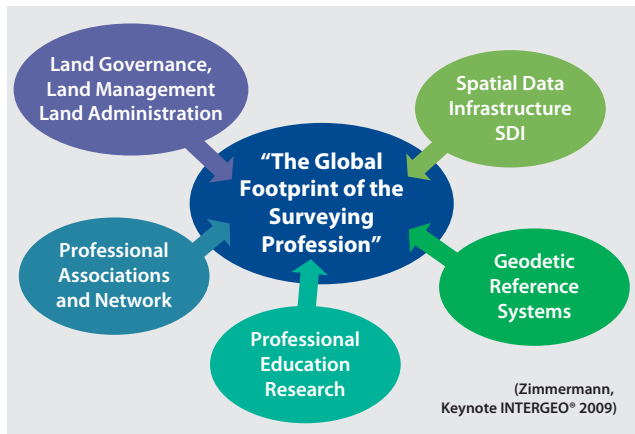 Land Governance,
Land Management
Land Administration
Spatial Data
Infrastructure
SDI
“The Global
Footprint of the
Surveying
Profession”
Professional
Associations
and Network
Geodetic
Reference
Systems
Professional
Education
Research
(Zimmermann,
Keynote INTERGEO® 2009)